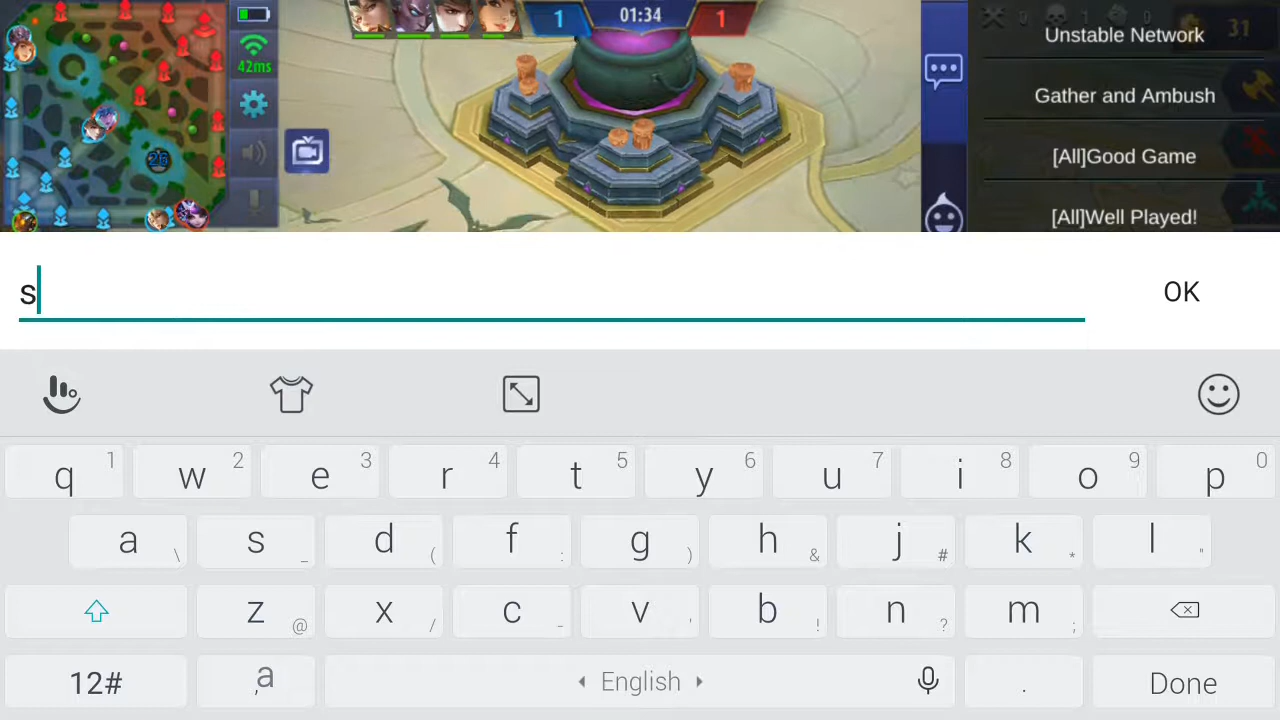 42ms
26
1
01:34
1
31
Unstable Network
Gather and Ambush
[All]Good Game
[All]Well Played!
s
OK
q 1 w 2 e 3 r 4 t 5 y 6 u 7 i 8 o 9 p 0
a \ s _ d ( f : g ) h & j # k * l "
z @ x / c - v ' b ! n ? m ;
12# , a English . Done